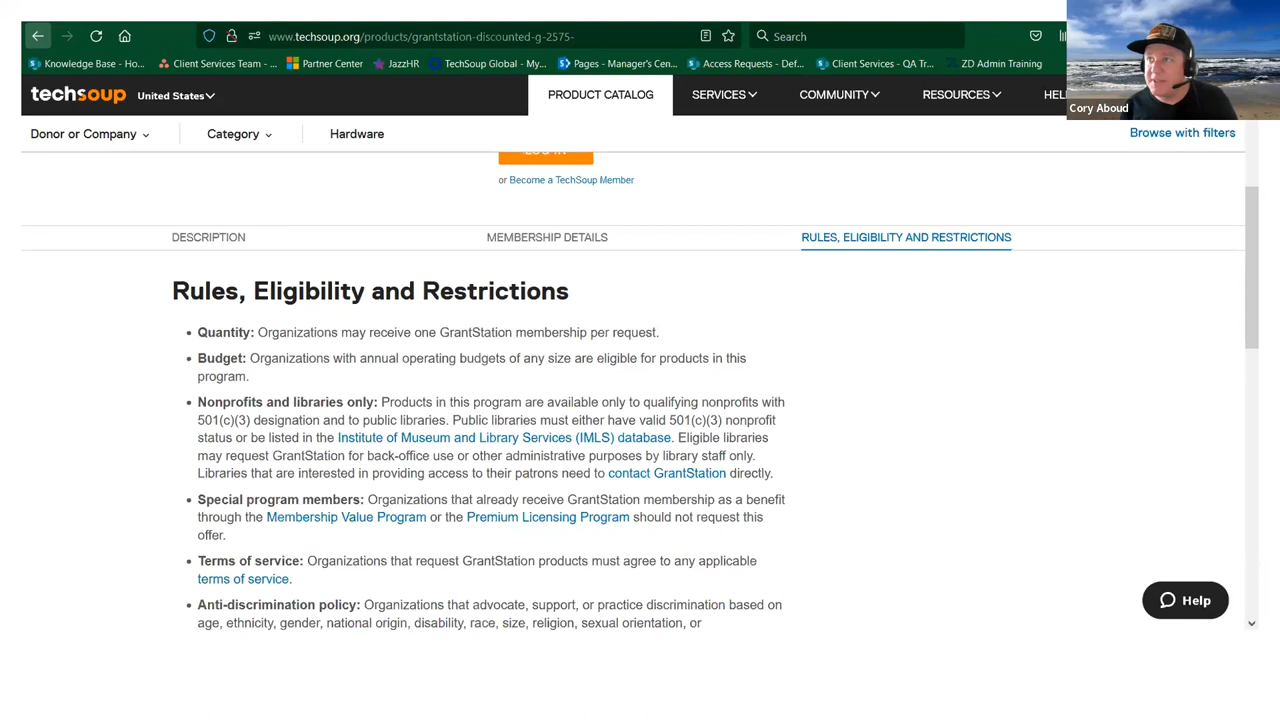 www.techsoup.org/products/grantstation-discounted-g-2575-
Search
Knowledge Base - Ho...
Client Services Team - ...
Partner Center
JazzHR
TechSoup Global - My...
Pages - Manager's Cen...
Access Requests - Def...
Client Services - QA Tr...
ZD Admin Training
Cory Aboud
techsoup
United States
PRODUCT CATALOG
SERVICES
COMMUNITY
RESOURCES
Donor or Company
Category
Hardware
Browse with filters
or Become a TechSoup Member
DESCRIPTION
MEMBERSHIP DETAILS
RULES, ELIGIBILITY AND RESTRICTIONS
Rules, Eligibility and Restrictions
• Quantity: Organizations may receive one GrantStation membership per request.
• Budget: Organizations with annual operating budgets of any size are eligible for products in this
program.
• Nonprofits and libraries only: Products in this program are available only to qualifying nonprofits with
501(c)(3) designation and to public libraries. Public libraries must either have valid 501(c)(3) nonprofit
status or be listed in the Institute of Museum and Library Services (IMLS) database. Eligible libraries
may request GrantStation for back-office use or other administrative purposes by library staff only.
Libraries that are interested in providing access to their patrons need to contact GrantStation directly.
• Special program members: Organizations that already receive GrantStation membership as a benefit
through the Membership Value Program or the Premium Licensing Program should not request this
offer.
• Terms of service: Organizations that request GrantStation products must agree to any applicable
terms of service.
• Anti-discrimination policy: Organizations that advocate, support, or practice discrimination based on
age, ethnicity, gender, national origin, disability, race, size, religion, sexual orientation, or
Help